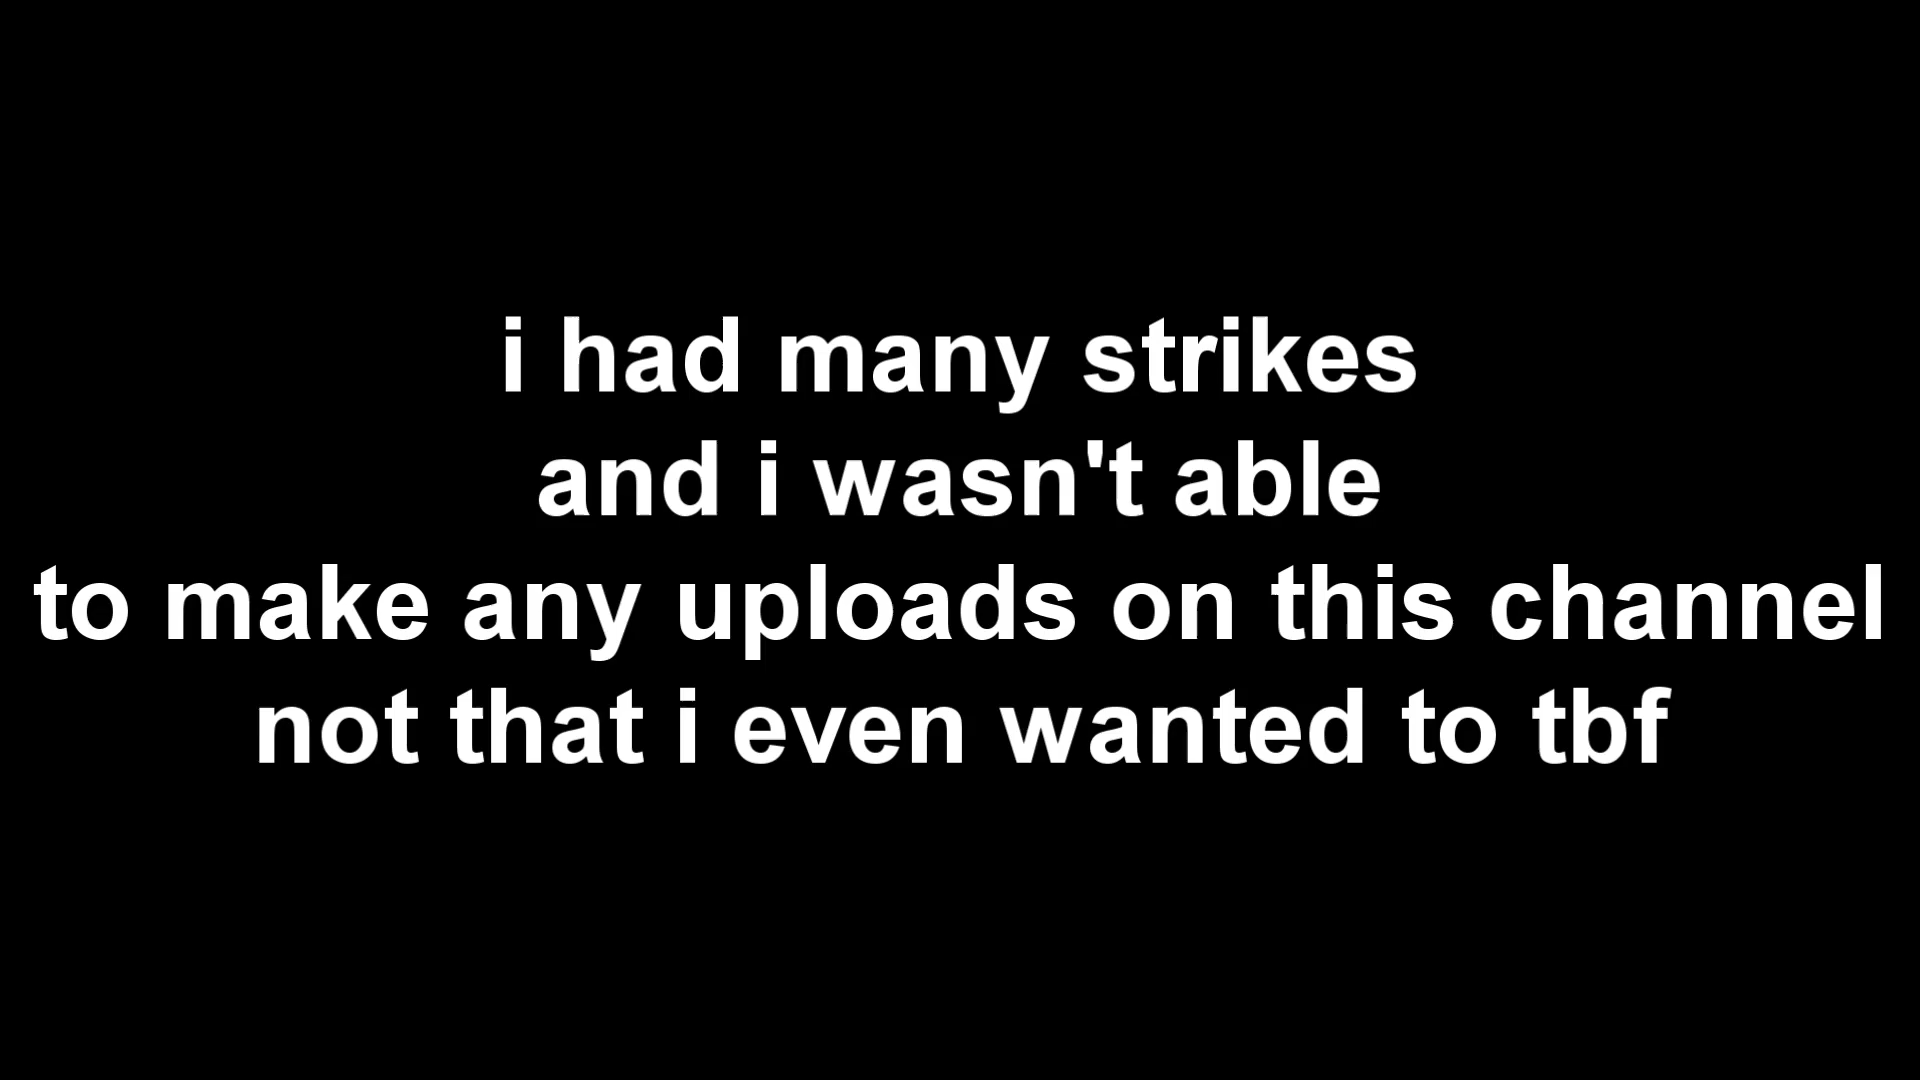 i had many strikes
and i wasn't able
to make any uploads on this channel
not that i even wanted to tbf